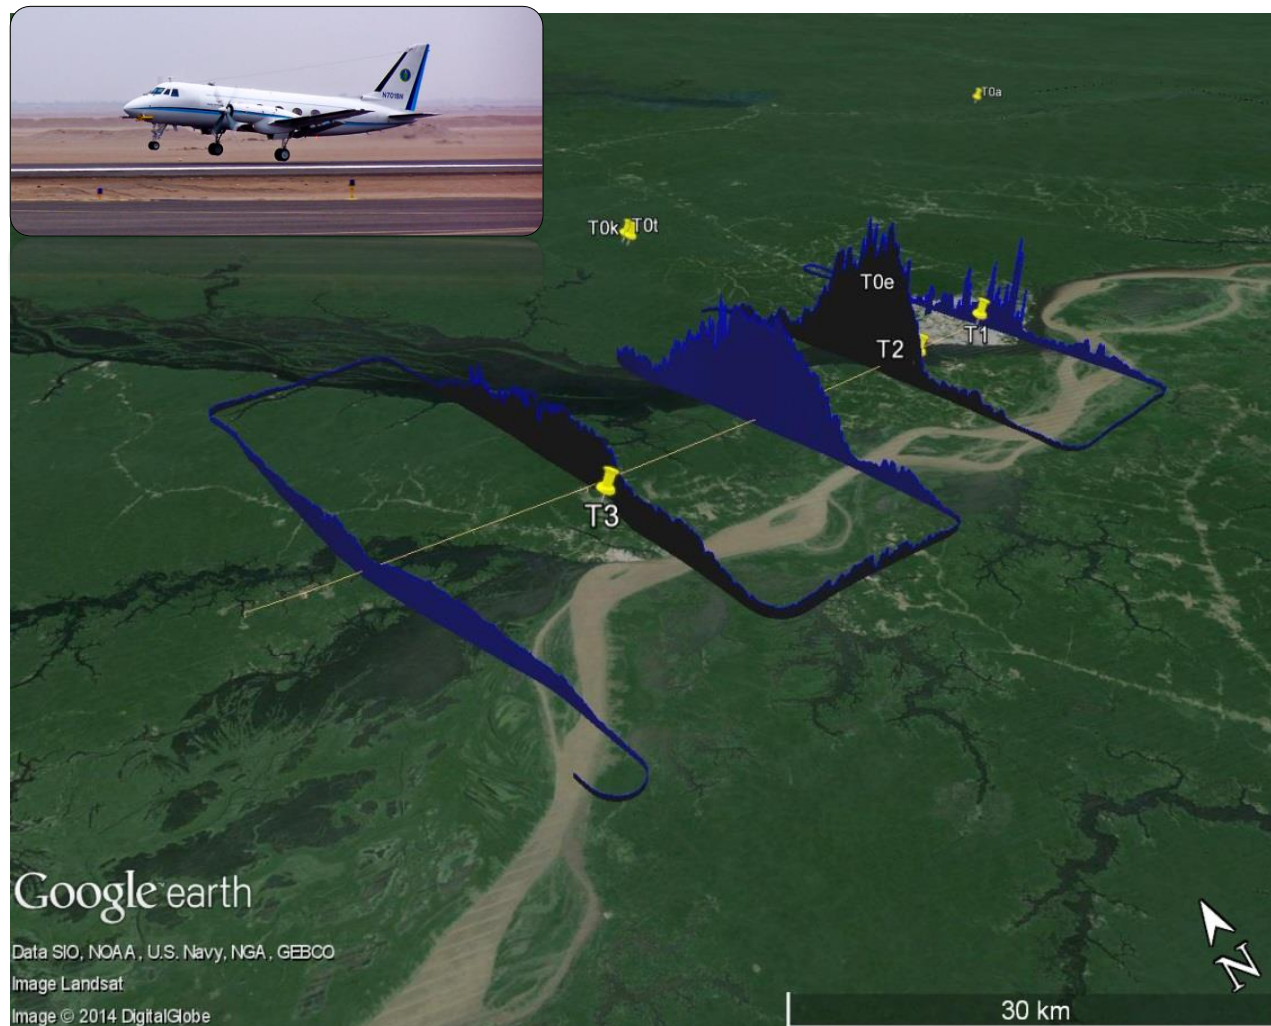 N701BN
T0a
T0k T0t
T0e
T1
T2
T3
Google earth
Data SIO, NOAA, U.S. Navy, NGA, GEBCO
Image Landsat
Image © 2014 DigitalGlobe
N
30 km